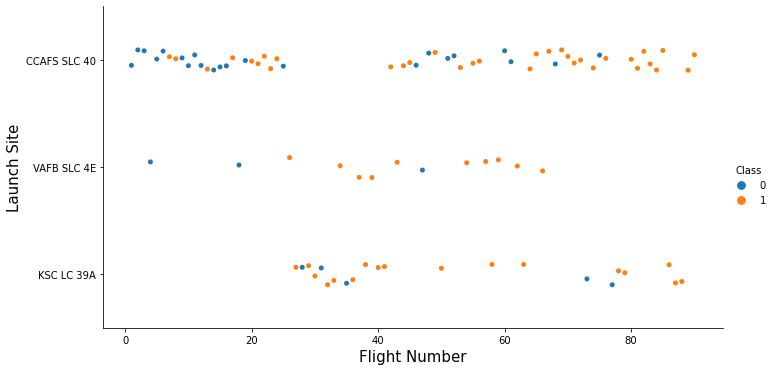 CCAFS SLC 40
VAFB SLC 4E
KSC LC 39A
Launch Site
0 20 40 60 80
Flight Number
Class
0
1